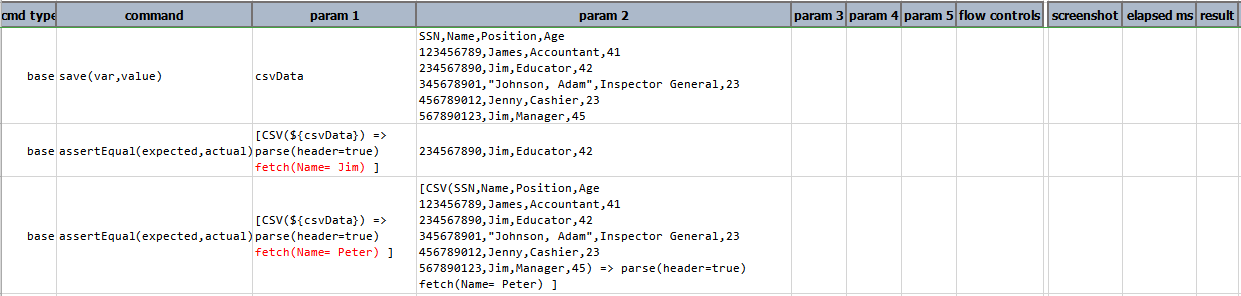 cmd type command param 1 param 2 param 3 param 4 param 5 flow controls screenshot elapsed ms result
base save(var,value) csvData
SSN,Name,Position,Age
123456789,James,Accountant,41
234567890,Jim,Educator,42
345678901,"Johnson, Adam",Inspector General,23
456789012,Jenny,Cashier,23
567890123,Jim,Manager,45
base assertEqual(expected,actual)
[CSV(${csvData}) =>
parse(header=true)
fetch(Name= Jim) ]
234567890,Jim,Educator,42
base assertEqual(expected,actual)
[CSV(${csvData}) =>
parse(header=true)
fetch(Name= Peter) ]
[CSV(SSN,Name,Position,Age
123456789,James,Accountant,41
234567890,Jim,Educator,42
345678901,"Johnson, Adam",Inspector General,23
456789012,Jenny,Cashier,23
567890123,Jim,Manager,45) => parse(header=true)
fetch(Name= Peter) ]